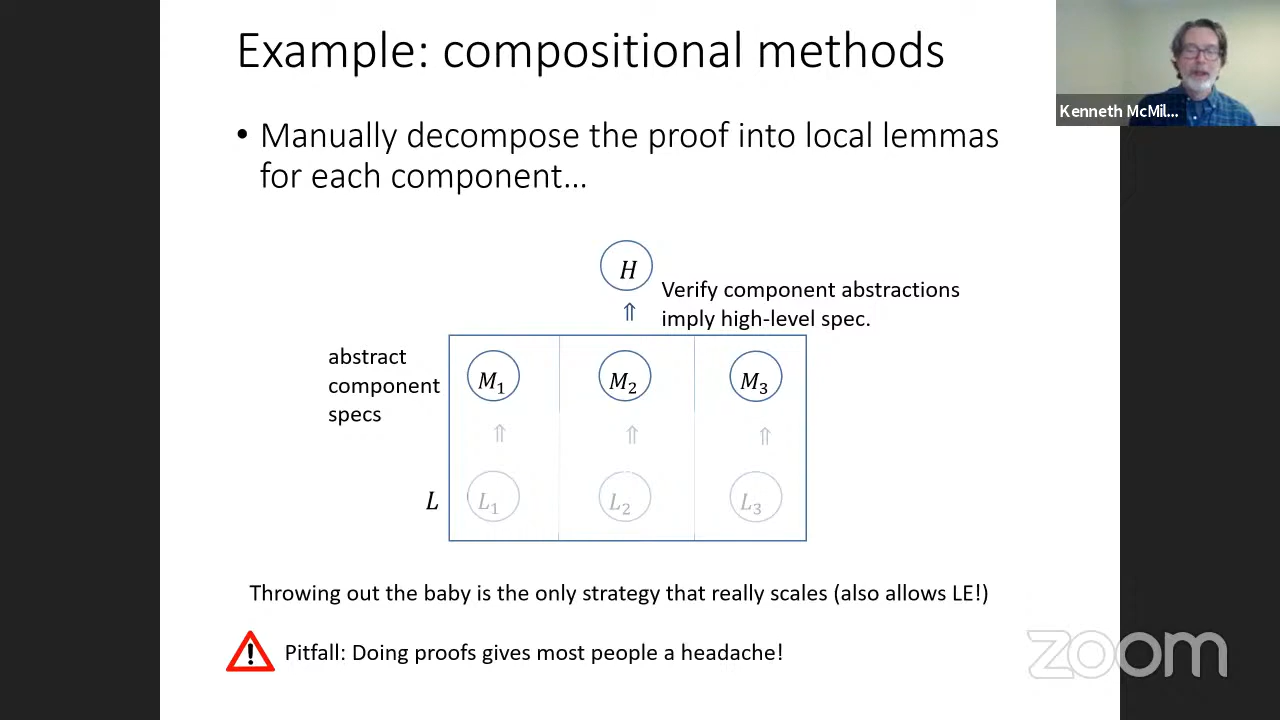 Example: compositional methods
Kenneth McMil...
• Manually decompose the proof into local lemmas
for each component...
H
⇑
Verify component abstractions
imply high-level spec.
abstract
component
specs
M₁ M₂ M₃
⇑ ⇑ ⇑
L
L₁ L₂ L₃
Throwing out the baby is the only strategy that really scales (also allows LE!)
! Pitfall: Doing proofs gives most people a headache!
zoom